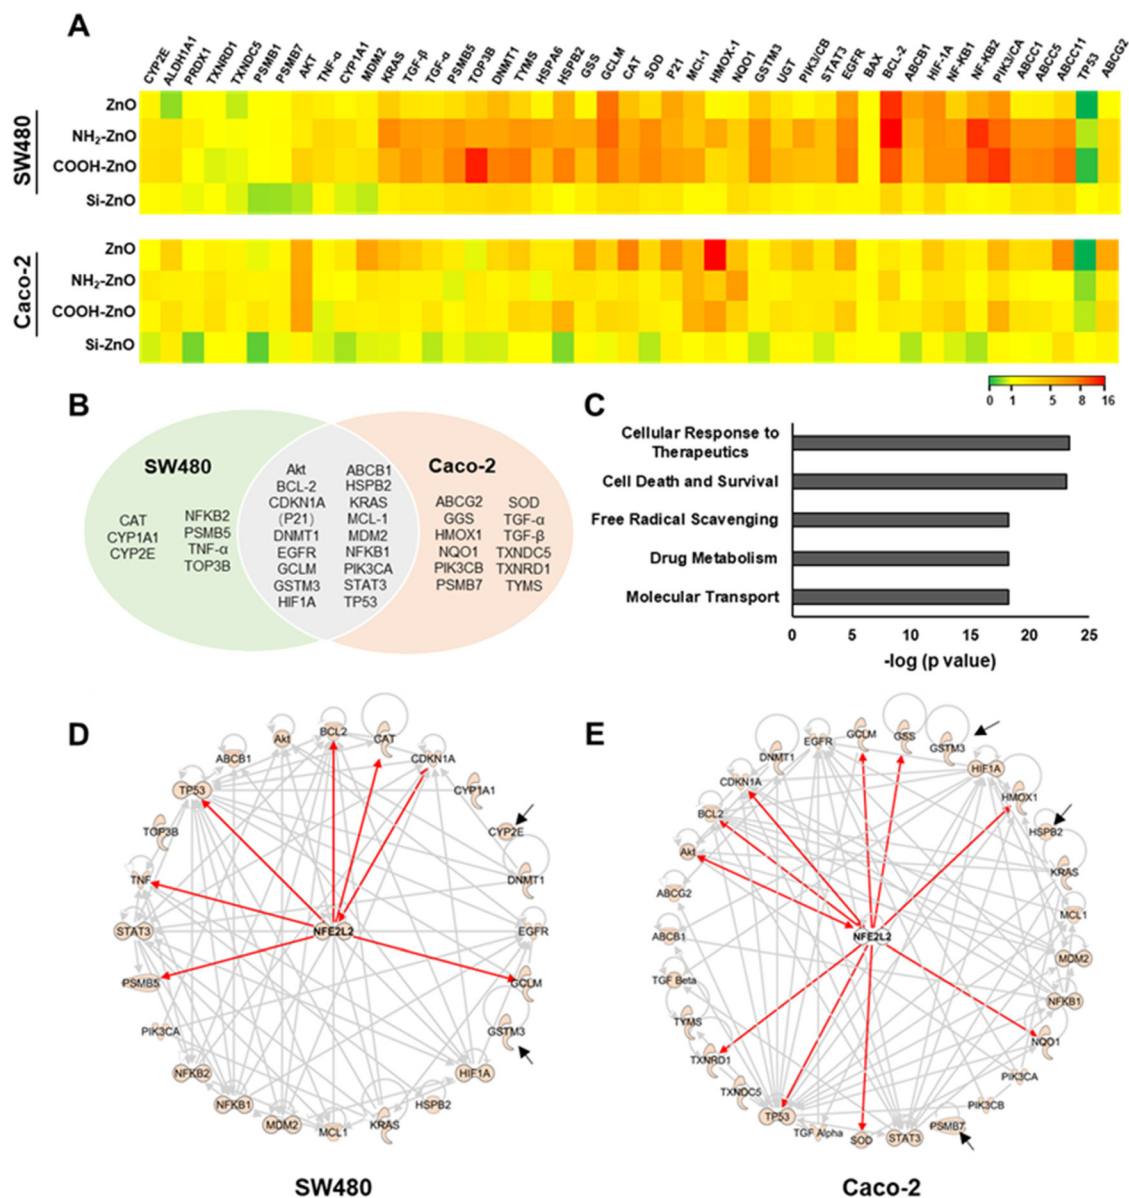 A
CYP2E ALDH1A1 PRDX1 TXNRD1 TXNDC5 PSMB1 PSMB7 AKT TNF-α CYP1A1 MDM2 KRAS TGF-β TGF-α PSMB5 TOP3B DNMT1 TYMS HSPA6 HSPB2 GSS GCLM CAT SOD P21 MCl-1 HMOX-1 NQO1 GSTM3 UGT PIK3/CB STAT3 EGFR BAX BCL-2 ABCB1 HIF-1A NF-KB1 NF-KB2 PIK3/CA ABCC1 ABCC5 ABCC11 TP53 ABCG2
SW480
ZnO
NH₂-ZnO
COOH-ZnO
Si-ZnO
Caco-2
ZnO
NH₂-ZnO
COOH-ZnO
Si-ZnO
0 1 5 8 16
B
SW480
Caco-2
CAT
CYP1A1
CYP2E
NFKB2
PSMB5
TNF-α
TOP3B
Akt
BCL-2
CDKN1A
(P21)
DNMT1
EGFR
GCLM
GSTM3
HIF1A
ABCB1
HSPB2
KRAS
MCL-1
MDM2
NFKB1
PIK3CA
STAT3
TP53
ABCG2
GGS
HMOX1
NQO1
PIK3CB
PSMB7
SOD
TGF-α
TGF-β
TXNDC5
TXNRD1
TYMS
C
Cellular Response to
Therapeutics
Cell Death and Survival
Free Radical Scavenging
Drug Metabolism
Molecular Transport
0 5 10 15 20 25
-log (p value)
D
BCL2
CAT
Akt
CDKN1A
ABCB1
CYP1A1
TP53
CYP2E
TOP3B
DNMT1
TNF
STAT3
NFE2L2
EGFR
PSMB5
GCLM
PIK3CA
GSTM3
NFKB2
HIF1A
NFKB1
HSPB2
MDM2
MCL1
KRAS
SW480
E
EGFR
GCLM
GSS
GSTM3
DNMT1
HIF1A
CDKN1A
HMOX1
BCL2
HSPB2
Akt
KRAS
ABCG2
MCL1
ABCB1
NFE2L2
MDM2
TGF Beta
NFKB1
TYMS
NQO1
TXNRD1
PIK3CA
TXNDC5
PIK3CB
TP53
TGF Alpha
SOD
STAT3
PSMB7
Caco-2